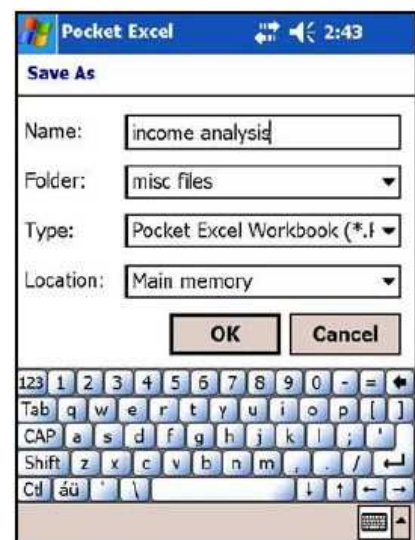 Pocket Excel 2:43
Save As
Name: income analysis
Folder: misc files
Type: Pocket Excel Workbook (*.
Location: Main memory
OK Cancel
123 1 2 3 4 5 6 7 8 9 0 - =
Tab q w e r t y u i o p [ ]
CAP a s d f g h j k l ; '
Shift z x c v b n m , . /
Ctl áü ` \